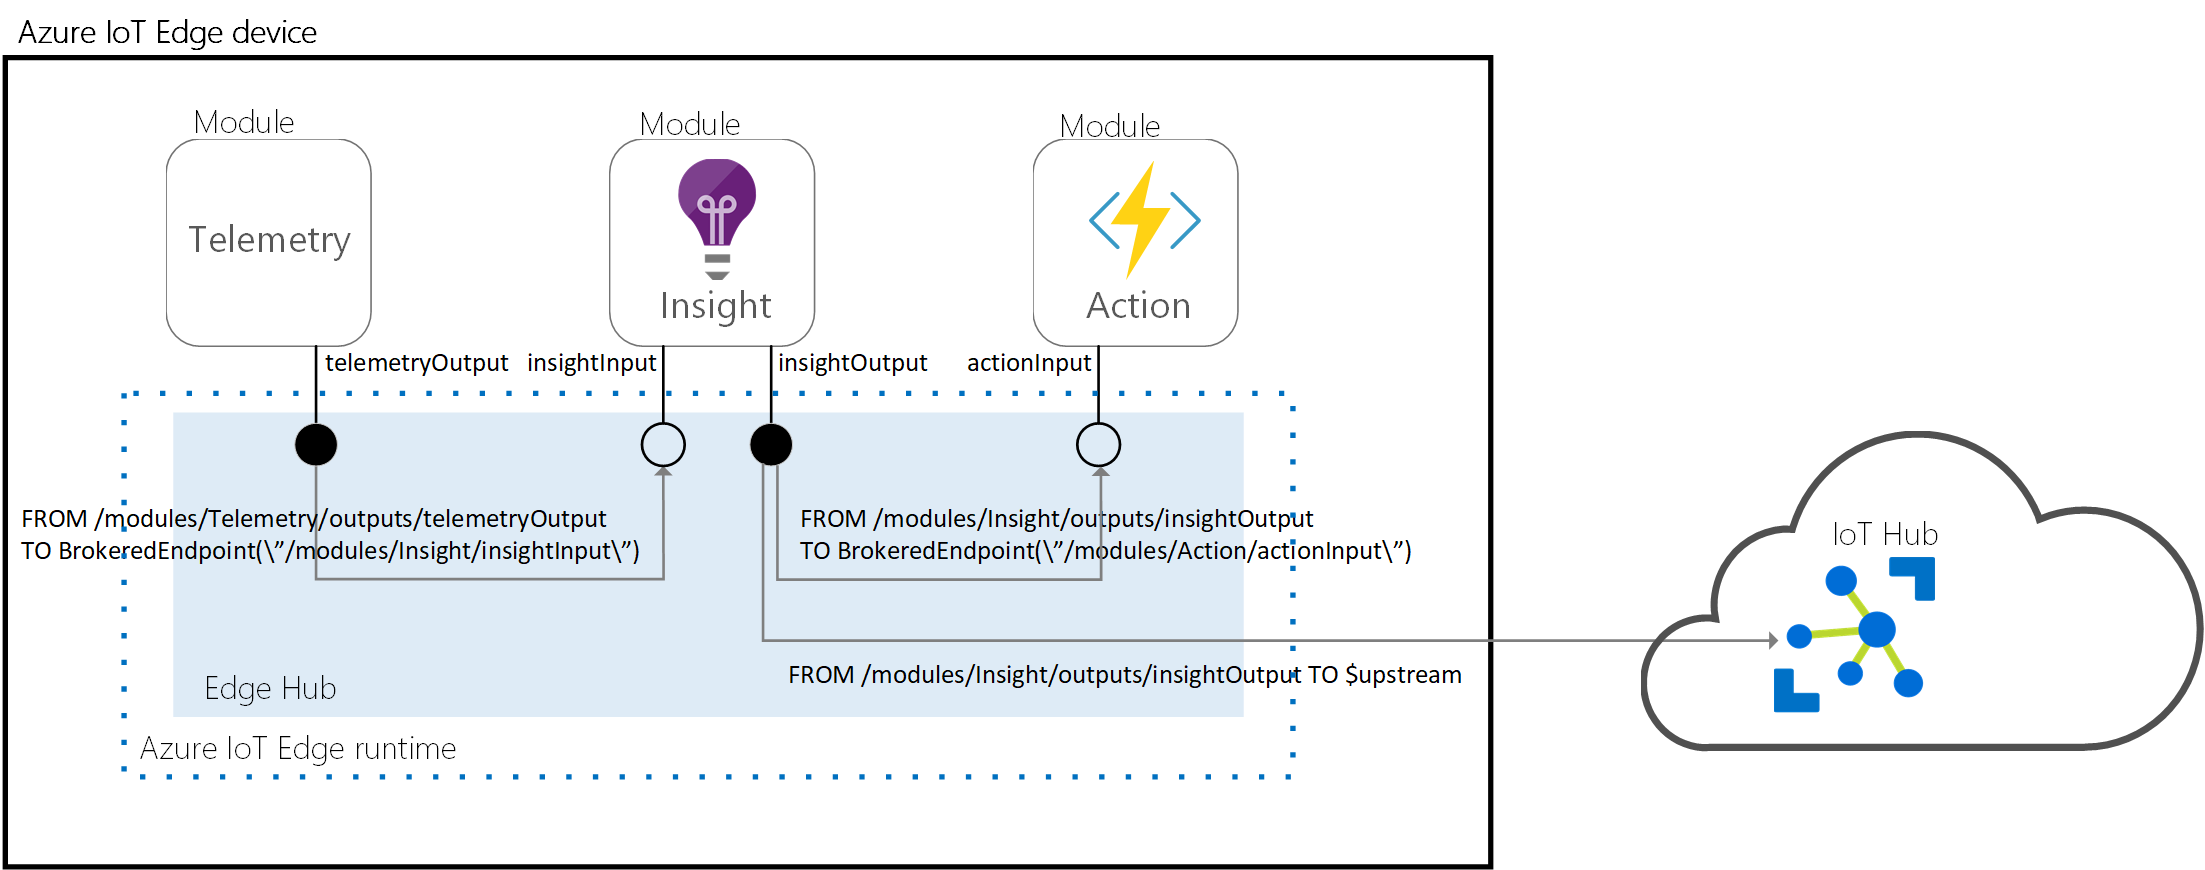 Azure IoT Edge device
Module
Module
Module
Telemetry
Insight
Action
telemetryOutput
insightInput
insightOutput
actionInput
FROM /modules/Telemetry/outputs/telemetryOutput
TO BrokeredEndpoint(\”/modules/Insight/insightInput\”)
FROM /modules/Insight/outputs/insightOutput
TO BrokeredEndpoint(\”/modules/Action/actionInput\”)
IoT Hub
FROM /modules/Insight/outputs/insightOutput TO $upstream
Edge Hub
Azure IoT Edge runtime